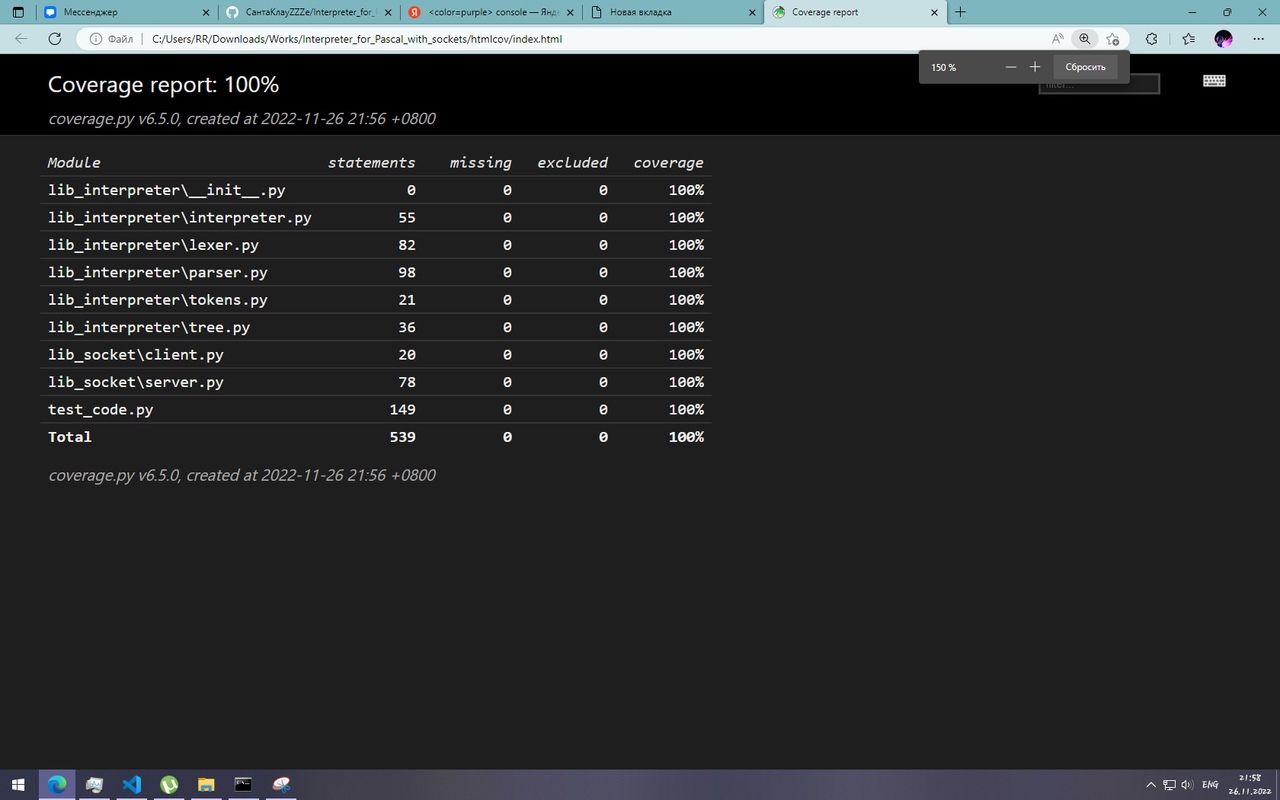 Мессенджер
СантаКлауZZZe/Interpreter_for_
<color=purple> console — Янд
Новая вкладка
Coverage report
Файл
C:/Users/RR/Downloads/Works/Interpreter_for_Pascal_with_sockets/htmlcov/index.html
150 %
Сбросить
Coverage report: 100%
filter...
coverage.py v6.5.0, created at 2022-11-26 21:56 +0800
Module statements missing excluded coverage
lib_interpreter\__init__.py 0 0 0 100%
lib_interpreter\interpreter.py 55 0 0 100%
lib_interpreter\lexer.py 82 0 0 100%
lib_interpreter\parser.py 98 0 0 100%
lib_interpreter\tokens.py 21 0 0 100%
lib_interpreter\tree.py 36 0 0 100%
lib_socket\client.py 20 0 0 100%
lib_socket\server.py 78 0 0 100%
test_code.py 149 0 0 100%
Total 539 0 0 100%
coverage.py v6.5.0, created at 2022-11-26 21:56 +0800
ENG
21:58
26.11.2022